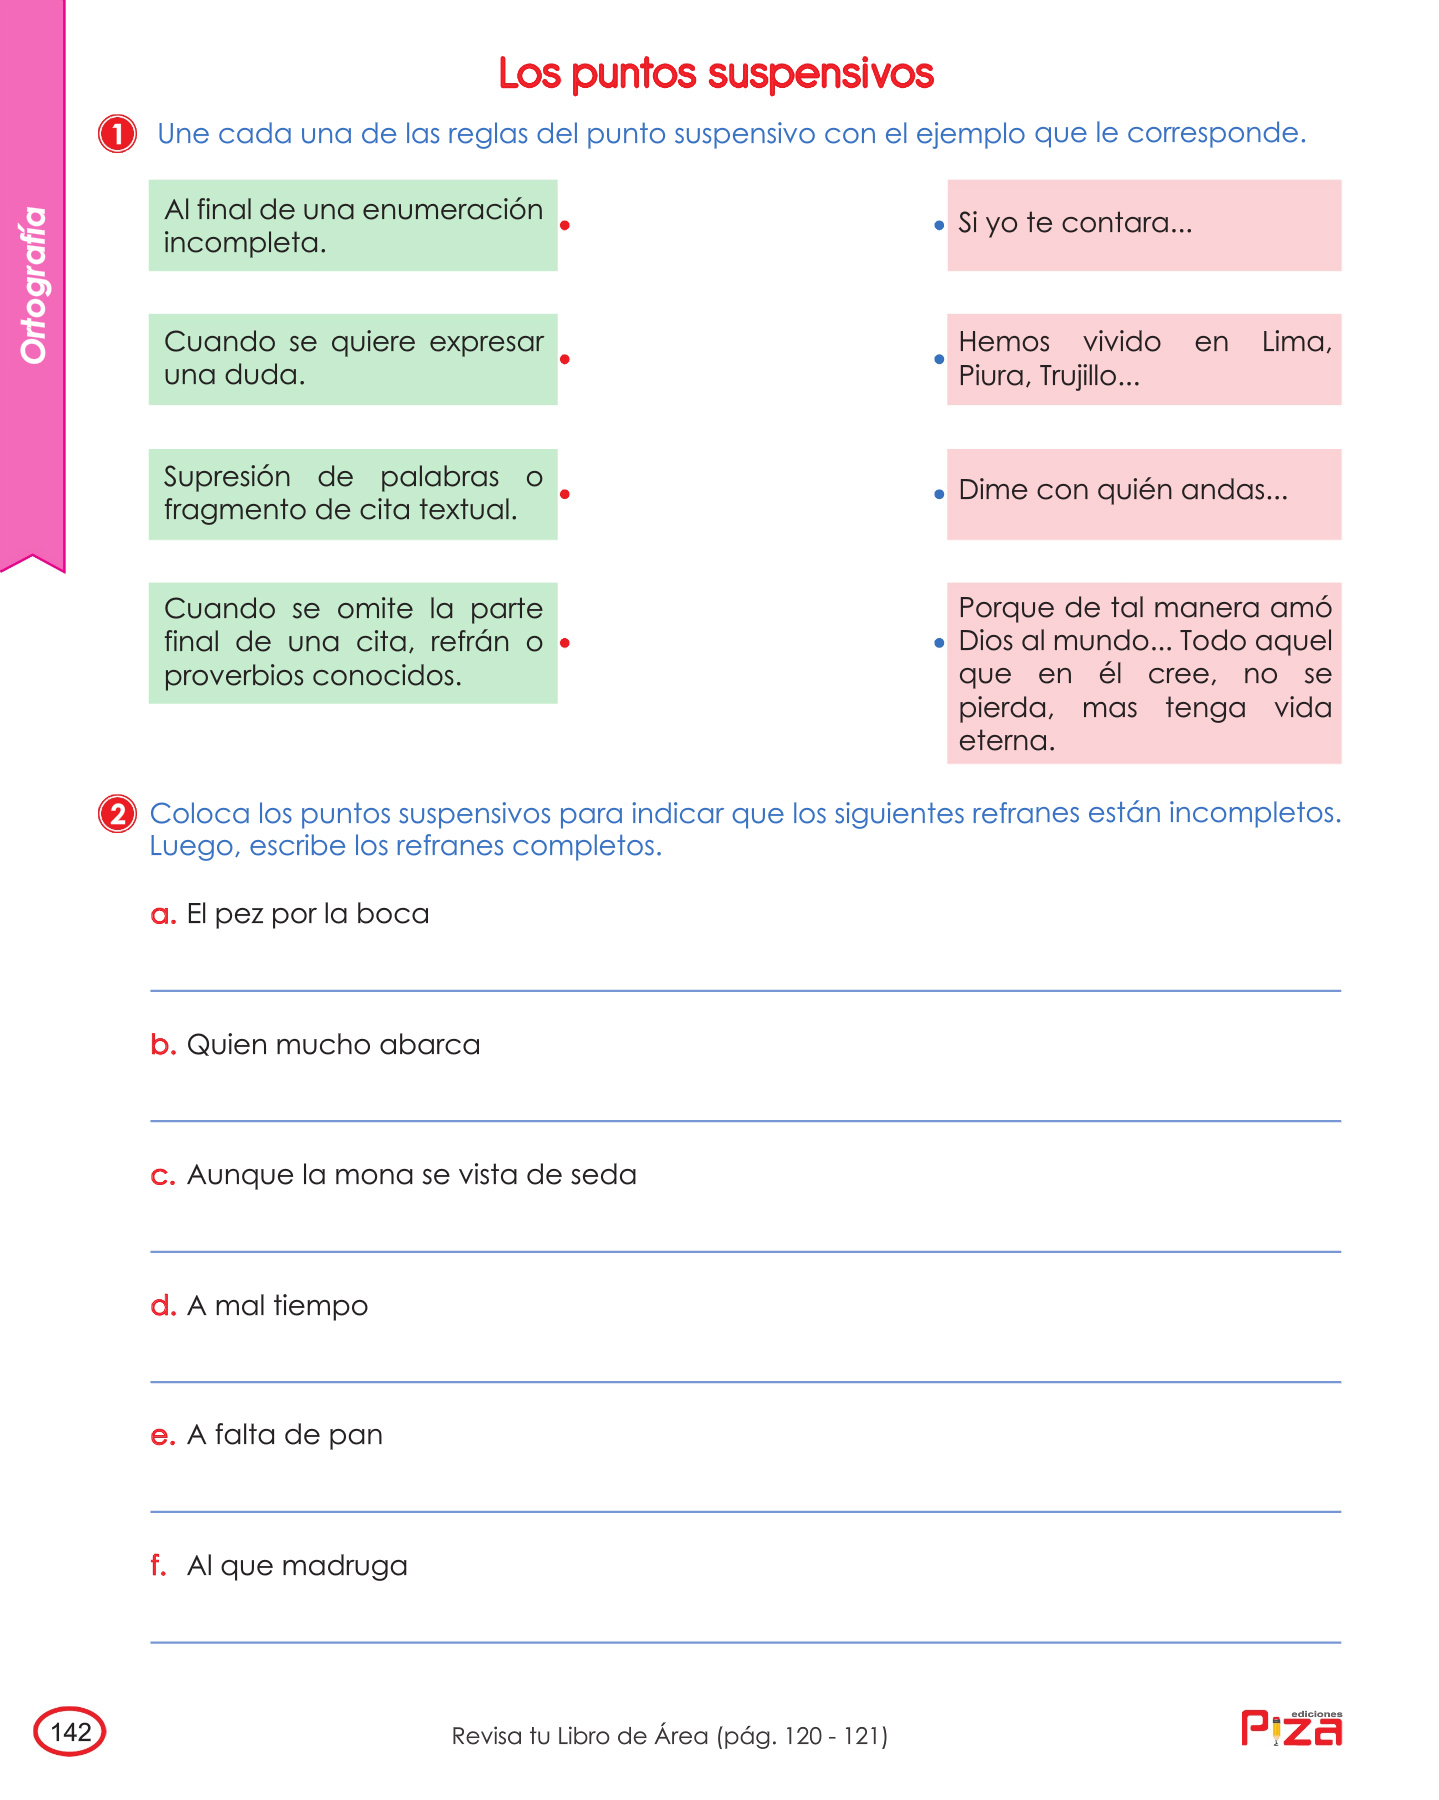 Ortografía
Los puntos suspensivos
1 Une cada una de las reglas del punto suspensivo con el ejemplo que le corresponde.
Al final de una enumeración
incompleta.
Si yo te contara...
Cuando se quiere expresar
una duda.
Hemos vivido en Lima,
Piura, Trujillo...
Supresión de palabras o
fragmento de cita textual.
Dime con quién andas...
Cuando se omite la parte
final de una cita, refrán o
proverbios conocidos.
Porque de tal manera amó
Dios al mundo... Todo aquel
que en él cree, no se
pierda, mas tenga vida
eterna.
2 Coloca los puntos suspensivos para indicar que los siguientes refranes están incompletos.
Luego, escribe los refranes completos.
a. El pez por la boca
b. Quien mucho abarca
c. Aunque la mona se vista de seda
d. A mal tiempo
e. A falta de pan
f. Al que madruga
142
Revisa tu Libro de Área (pág. 120 - 121)
ediciones
Piza